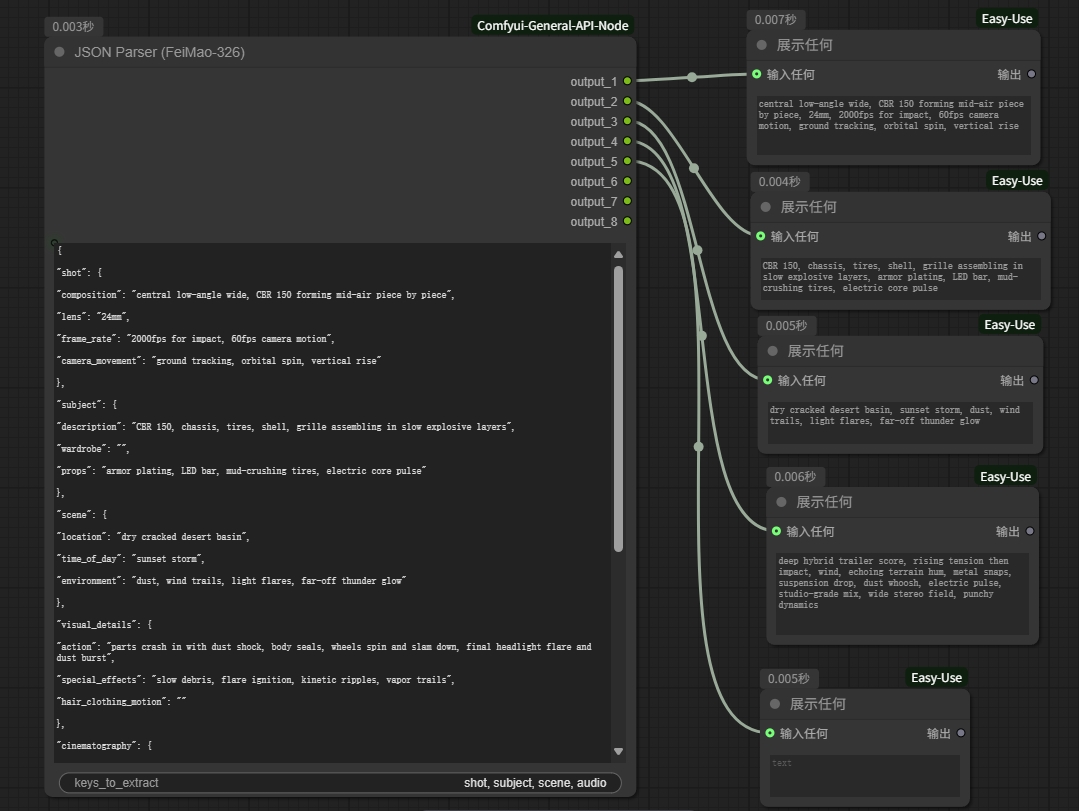 0.003秒
Comfyui-General-API-Node
JSON Parser (FeiMao-326)
output_1
output_2
output_3
output_4
output_5
output_6
output_7
output_8
{
"shot": {
"composition": "central low-angle wide, CBR 150 forming mid-air piece by piece",
"lens": "24mm",
"frame_rate": "2000fps for impact, 60fps camera motion",
"camera_movement": "ground tracking, orbital spin, vertical rise"
},
"subject": {
"description": "CBR 150, chassis, tires, shell, grille assembling in slow explosive layers",
"wardrobe": "",
"props": "armor plating, LED bar, mud-crushing tires, electric core pulse"
},
"scene": {
"location": "dry cracked desert basin",
"time_of_day": "sunset storm",
"environment": "dust, wind trails, light flares, far-off thunder glow"
},
"visual_details": {
"action": "parts crash in with dust shock, body seals, wheels spin and slam down, final headlight flare and
dust burst",
"special_effects": "slow debris, flare ignition, kinetic ripples, vapor trails",
"hair_clothing_motion": ""
},
"cinematography": {
keys_to_extract
shot, subject, scene, audio
0.007秒
Easy-Use
展示任何
输入任何
输出
central low-angle wide, CBR 150 forming mid-air piece
by piece, 24mm, 2000fps for impact, 60fps camera
motion, ground tracking, orbital spin, vertical rise
0.004秒
Easy-Use
展示任何
输入任何
输出
CBR 150, chassis, tires, shell, grille assembling in
slow explosive layers, armor plating, LED bar, mud-
crushing tires, electric core pulse
0.005秒
Easy-Use
展示任何
输入任何
输出
dry cracked desert basin, sunset storm, dust, wind
trails, light flares, far-off thunder glow
0.006秒
Easy-Use
展示任何
输入任何
输出
deep hybrid trailer score, rising tension then
impact, wind, echoing terrain hum, metal snaps,
suspension drop, dust whoosh, electric pulse,
studio-grade mix, wide stereo field, punchy
dynamics
0.005秒
Easy-Use
展示任何
输入任何
输出
text